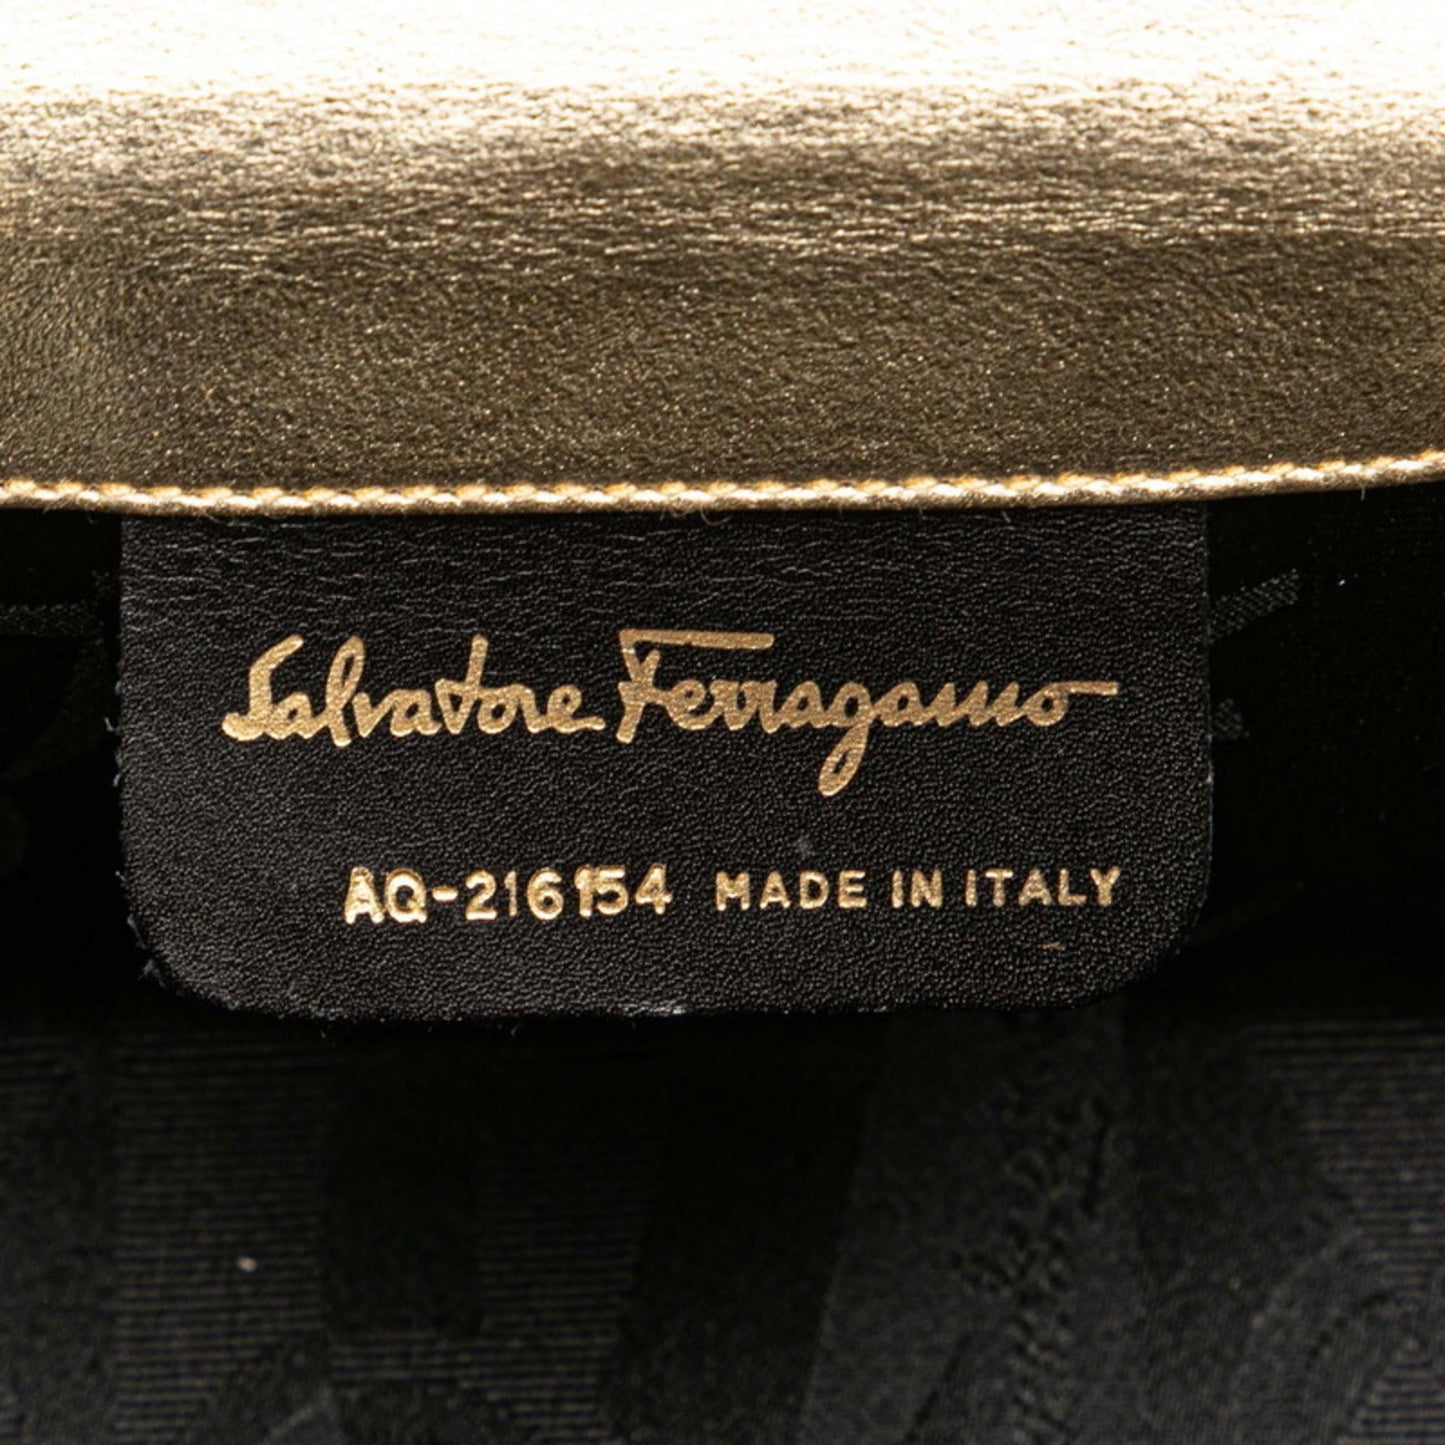 Salvatore Ferragamo
AQ-216154 MADE IN ITALY